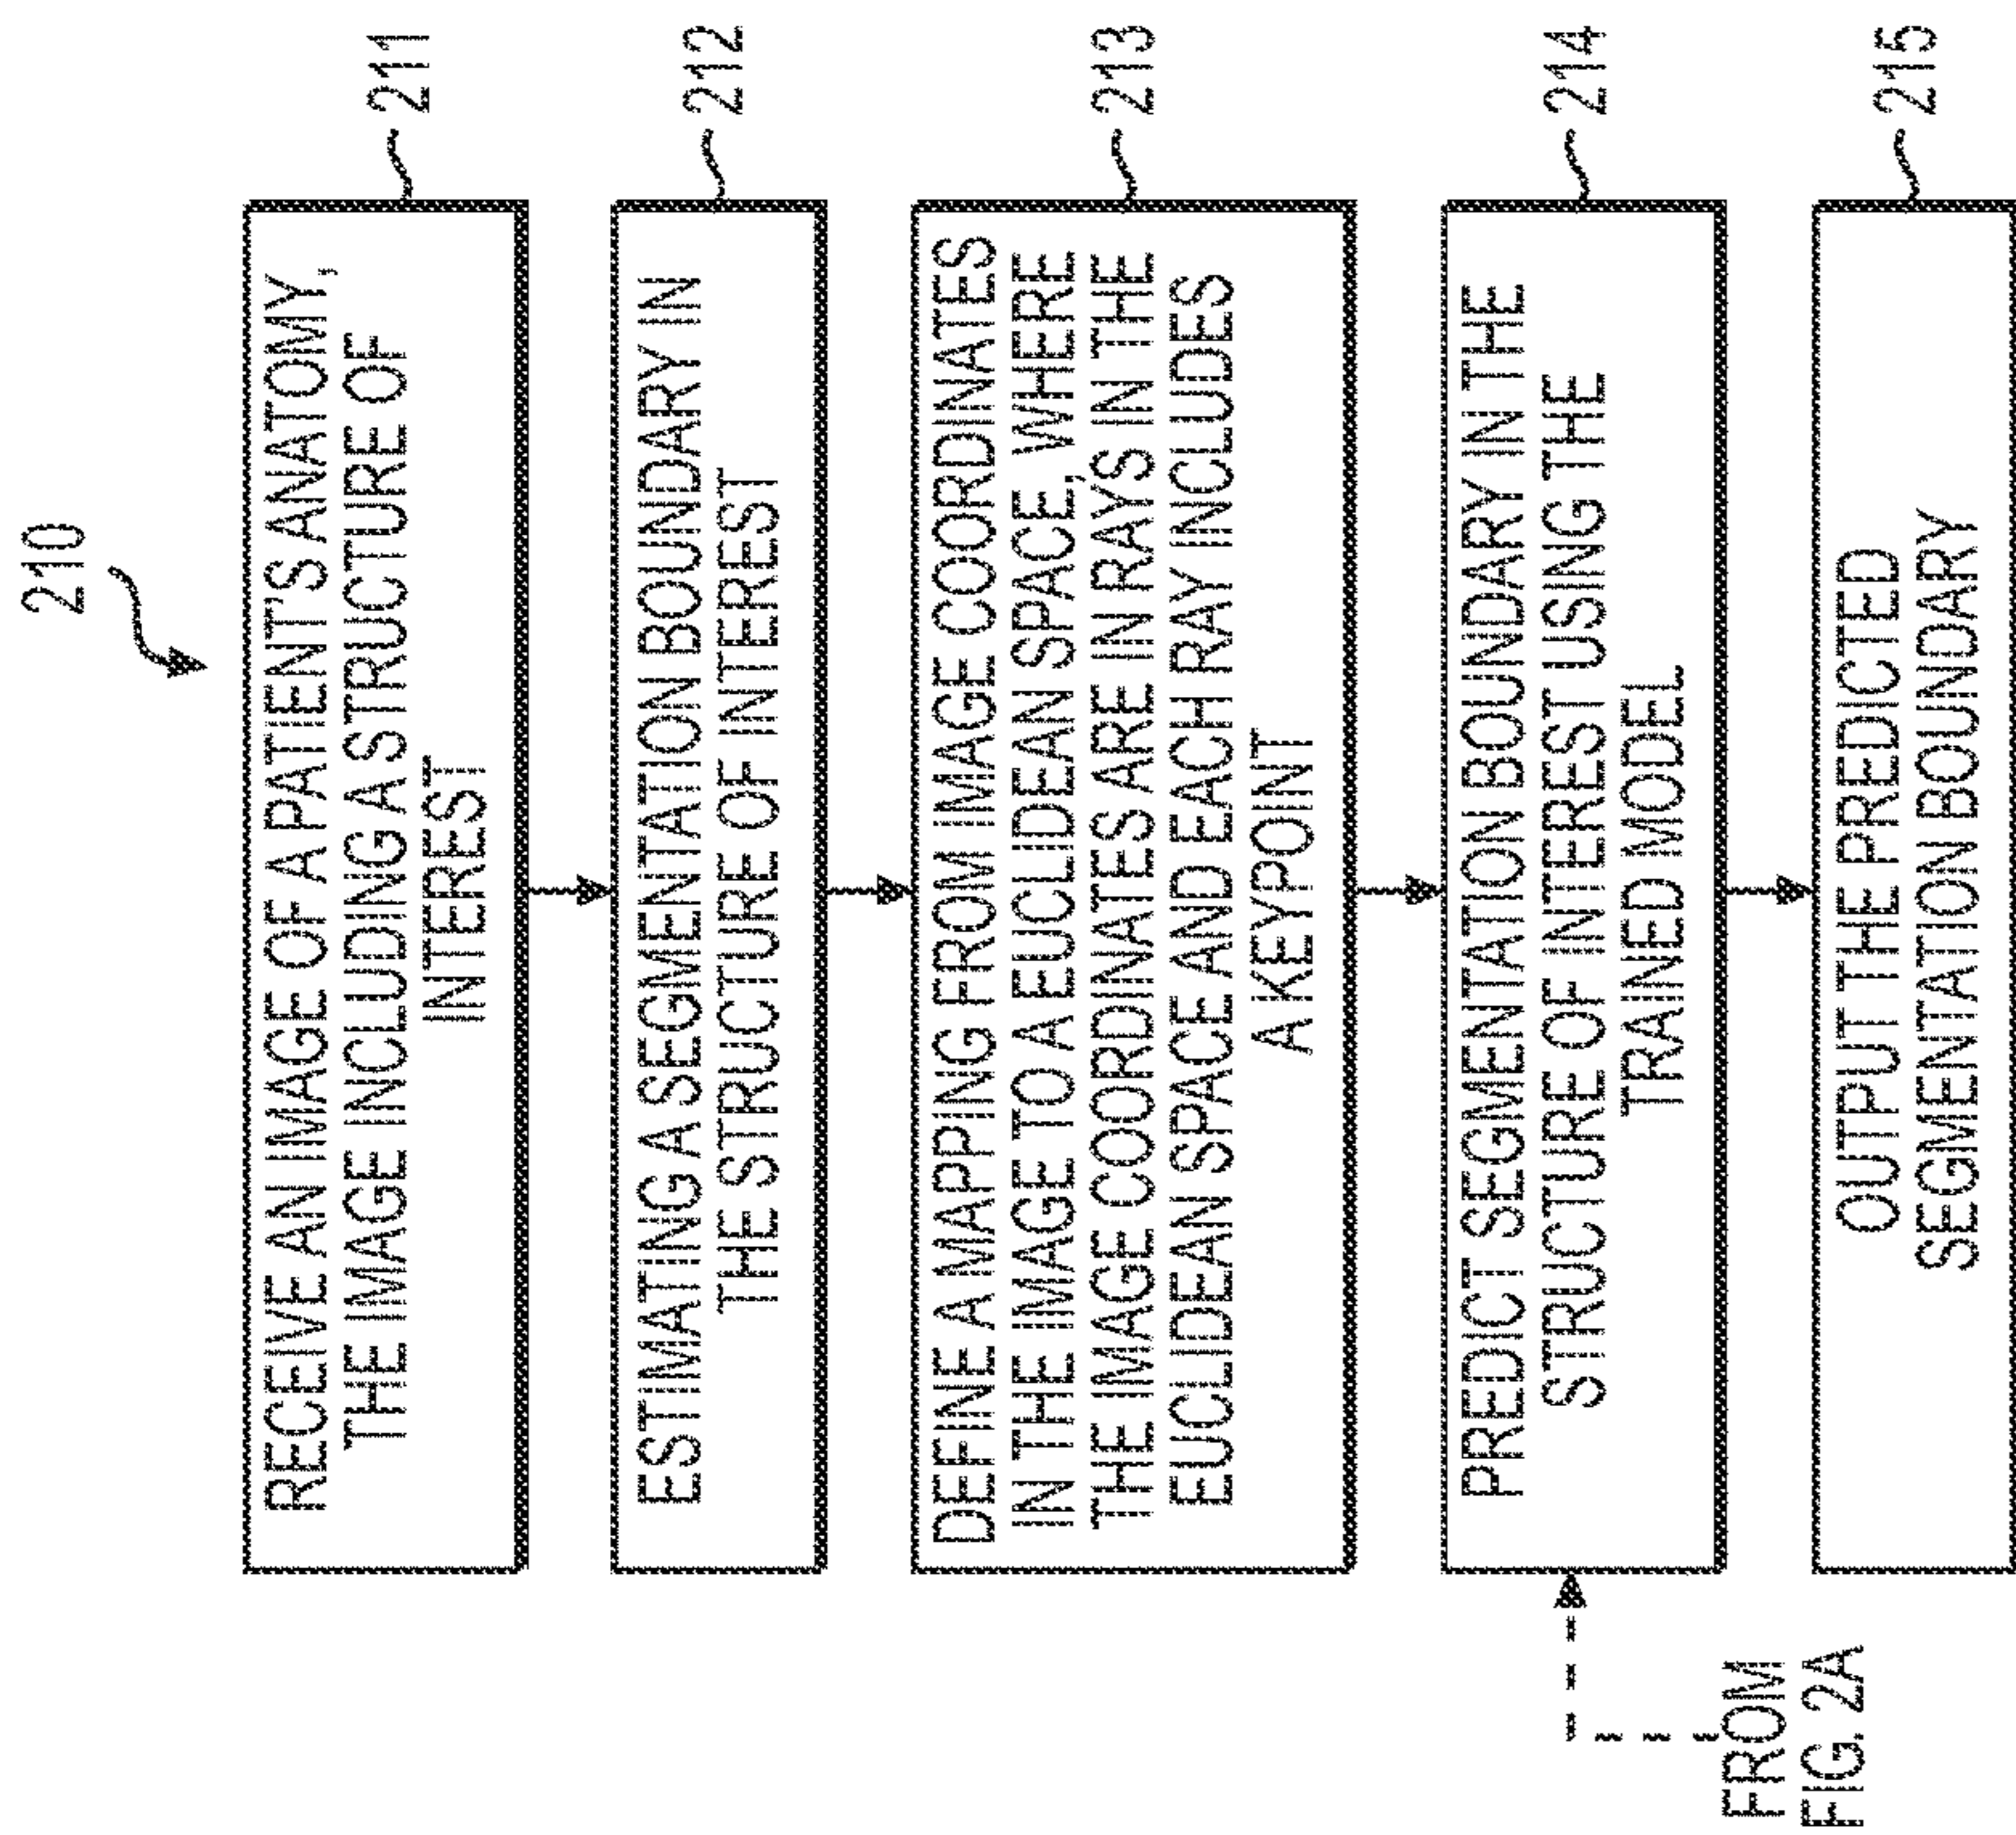 210
RECEIVE AN IMAGE OF A PATIENT'S ANATOMY,
THE IMAGE INCLUDING A STRUCTURE OF
INTEREST
211
ESTIMATING A SEGMENTATION BOUNDARY IN
THE STRUCTURE OF INTEREST
212
DEFINE A MAPPING FROM IMAGE COORDINATES
IN THE IMAGE TO A EUCLIDEAN SPACE, WHERE
THE IMAGE COORDINATES ARE IN RAYS IN THE
EUCLIDEAN SPACE AND EACH RAY INCLUDES
A KEYPOINT
213
PREDICT SEGMENTATION BOUNDARY IN THE
STRUCTURE OF INTEREST USING THE
TRAINED MODEL
214
FROM
FIG. 2A
OUTPUT THE PREDICTED
SEGMENTATION BOUNDARY
215